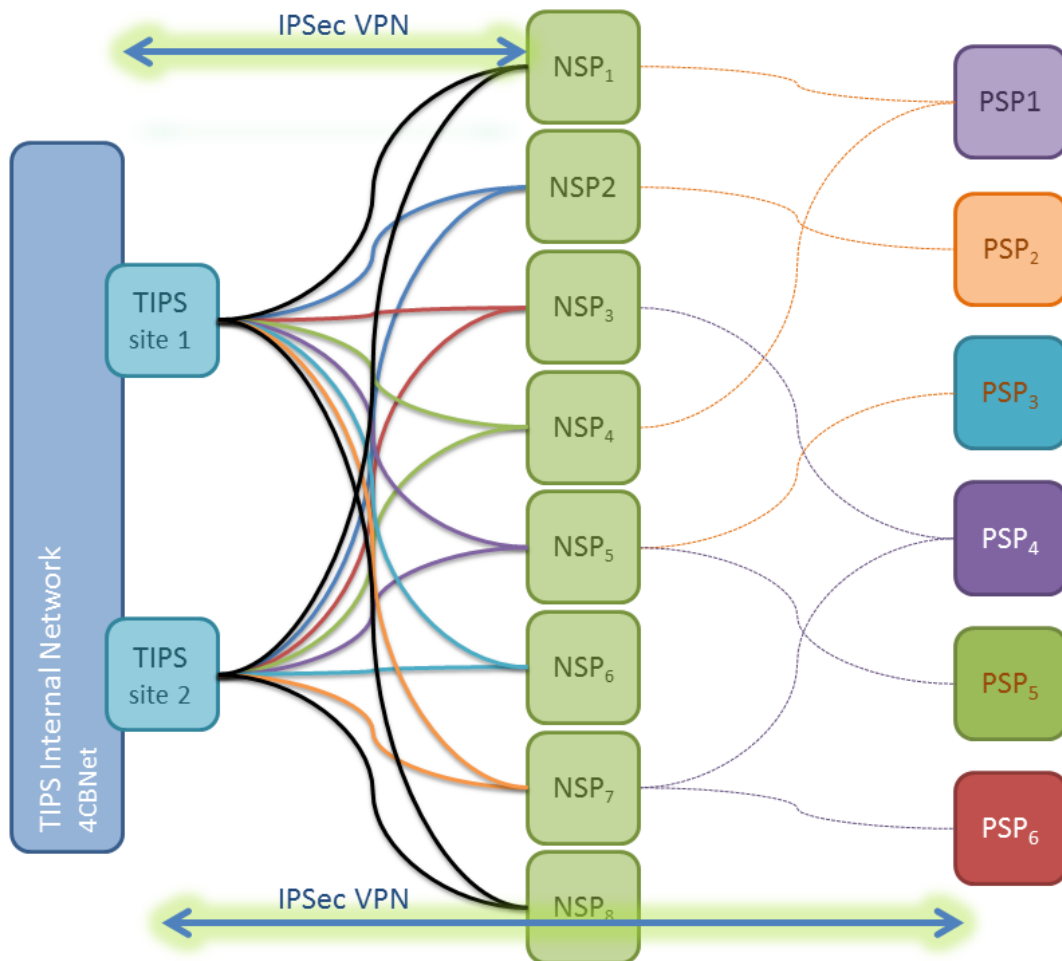 IPSec VPN
NSP₁
PSP1
NSP2
PSP₂
TIPS
site 1
NSP₃
PSP₃
NSP₄
PSP₄
NSP₅
TIPS
site 2
NSP₆
PSP₅
NSP₇
PSP₆
TIPS Internal Network
4CBNet
IPSec VPN
NSP₈